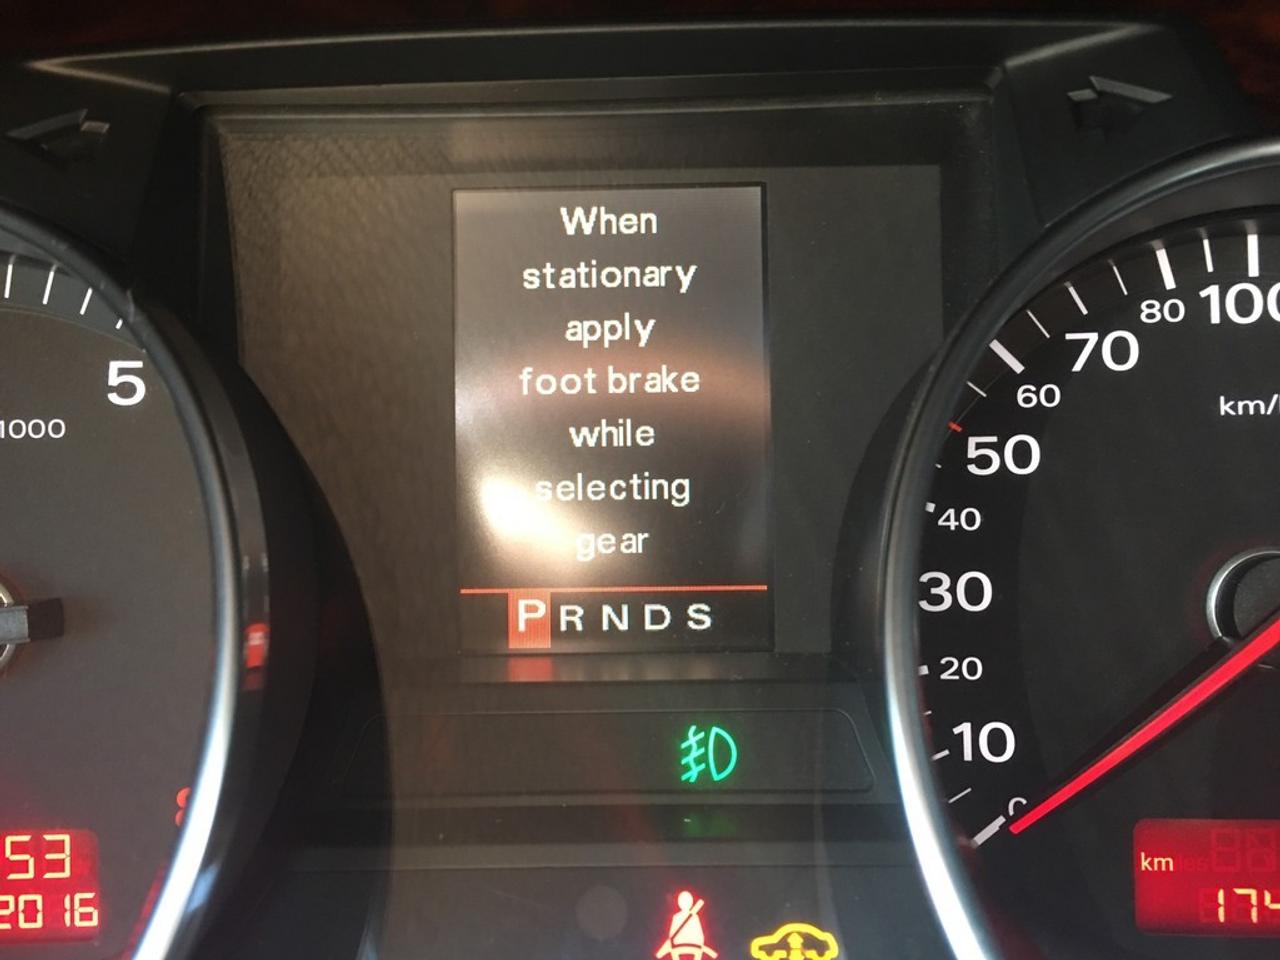 When
stationary
apply
foot brake
while
selecting
gear
P R N D S
5
1000
53
2016
100
80
70
km/
60
50
40
30
20
10
km
174